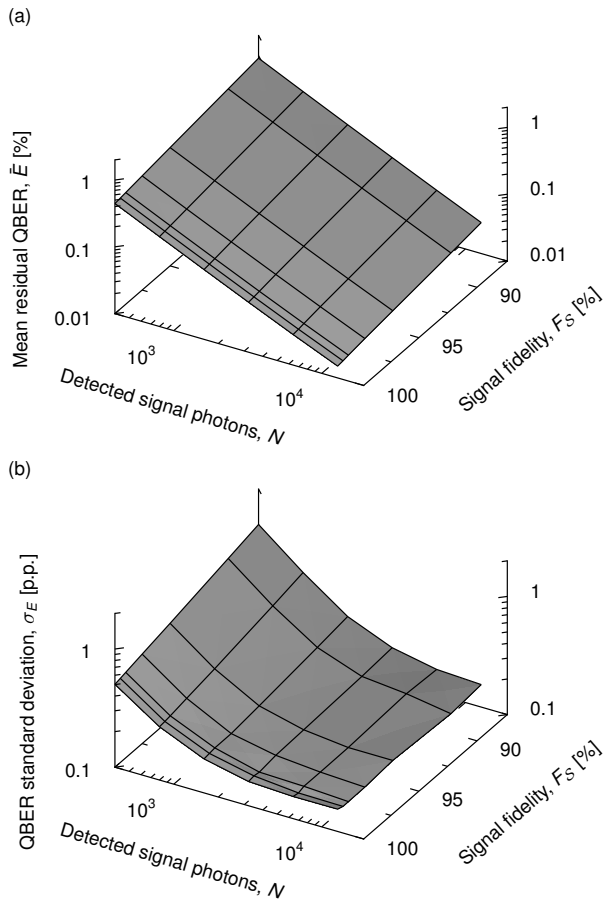 (a)
Mean residual QBER, Ē [%]
1
0.1
0.01
10³
10⁴
Detected signal photons, N
1
0.1
0.01
90
95
100
Signal fidelity, F_S [%]
(b)
QBER standard deviation, σ_E [p.p.]
1
0.1
10³
10⁴
Detected signal photons, N
1
0.1
90
95
100
Signal fidelity, F_S [%]